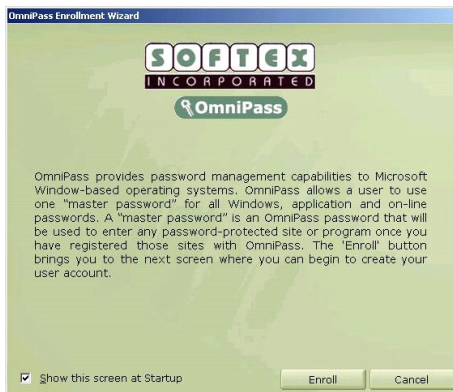 OmniPass Enrollment Wizard
SOFTEX
INCORPORATED
OmniPass
OmniPass provides password management capabilities to Microsoft
Window-based operating systems. OmniPass allows a user to use
one "master password" for all Windows, application and on-line
passwords. A "master password" is an OmniPass password that will
be used to enter any password-protected site or program once you
have registered those sites with OmniPass. The 'Enroll' button
brings you to the next screen where you can begin to create your
user account.
Show this screen at Startup
Enroll
Cancel